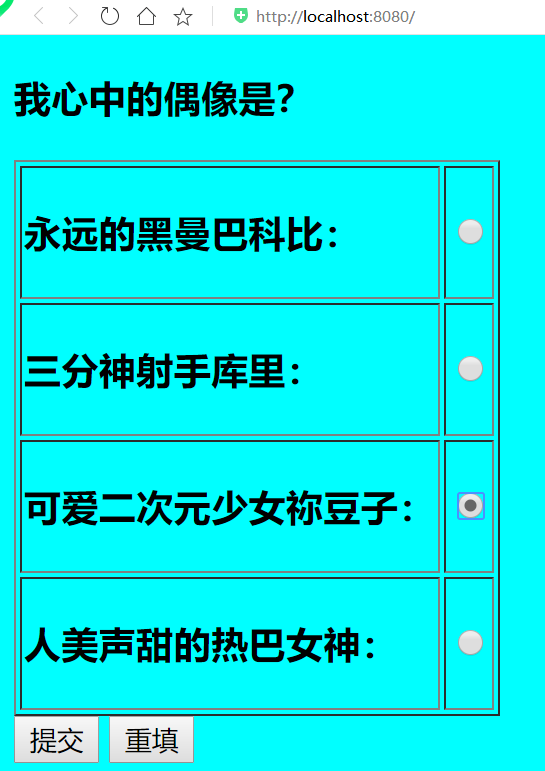 http://localhost:8080/
我心中的偶像是?
永远的黑曼巴科比:
三分神射手库里:
可爱二次元少女祢豆子:
人美声甜的热巴女神:
提交 重填